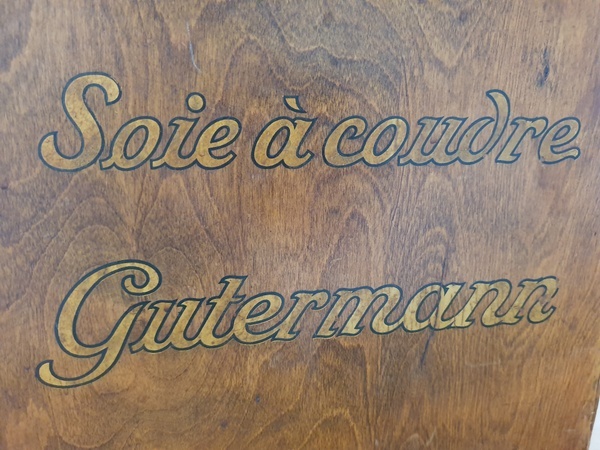 Soie à coudre
Gutermann